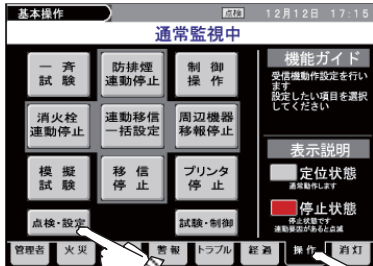 基本操作
点検
12月12日 17:15
通常監視中
一斉
試験
防排煙
連動停止
制御
操作
消火栓
連動停止
連動移信
一括設定
周辺機器
移報停止
模擬
試験
移信
停止
プリンタ
停止
点検・設定
試験・制御
機能ガイド
受信機動作設定を行い
ます
設定したい項目を選択
してください
表示説明
定位状態
通常動作します
停止状態
停止状態です
連動要因があると点滅
管理者
火災
警報
トラブル
経過
操作
消灯